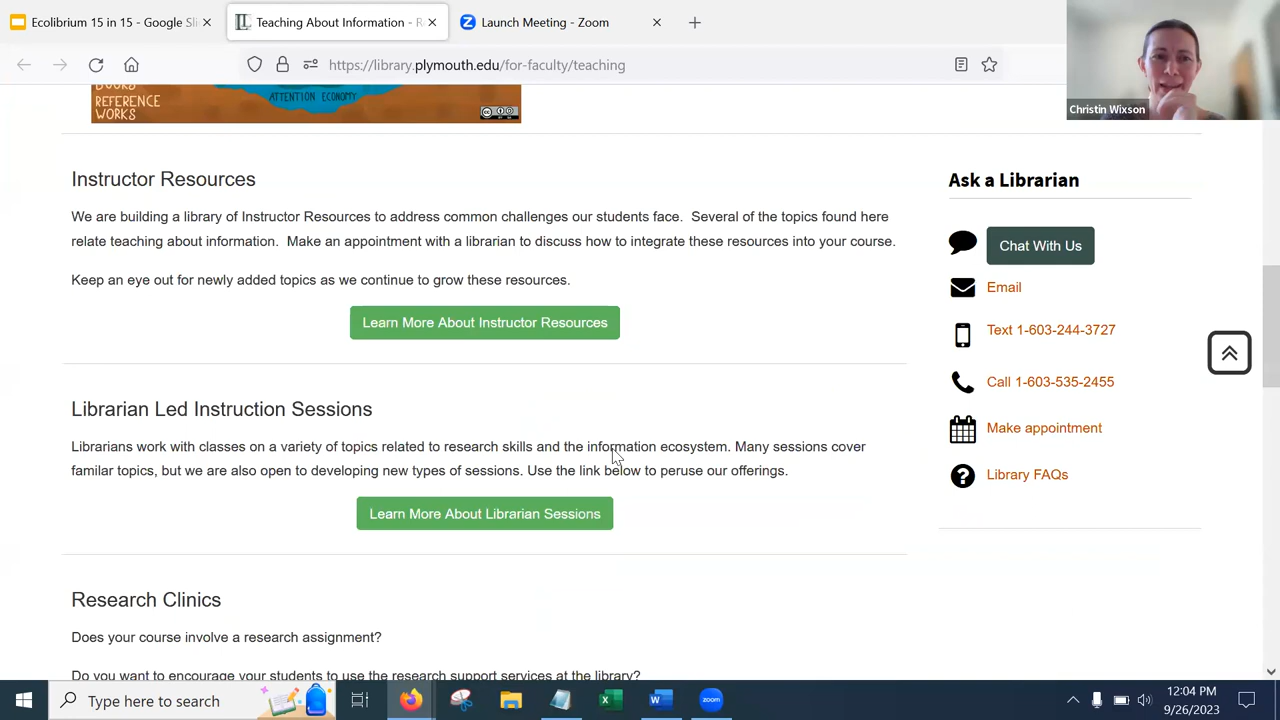 Ecolibrium 15 in 15 - Google Sli
Teaching About Information - R
Launch Meeting - Zoom
https://library.plymouth.edu/for-faculty/teaching
Christin Wixson
BOOKS
REFERENCE
WORKS
ATTENTION ECONOMY
Instructor Resources
We are building a library of Instructor Resources to address common challenges our students face. Several of the topics found here
relate teaching about information. Make an appointment with a librarian to discuss how to integrate these resources into your course.
Keep an eye out for newly added topics as we continue to grow these resources.
Learn More About Instructor Resources
Librarian Led Instruction Sessions
Librarians work with classes on a variety of topics related to research skills and the information ecosystem. Many sessions cover
familar topics, but we are also open to developing new types of sessions. Use the link below to peruse our offerings.
Learn More About Librarian Sessions
Research Clinics
Does your course involve a research assignment?
Do you want to encourage your students to use the research support services at the library?
Ask a Librarian
Chat With Us
Email
Text 1-603-244-3727
Call 1-603-535-2455
Make appointment
Library FAQs
Type here to search
zoom
12:04 PM
9/26/2023